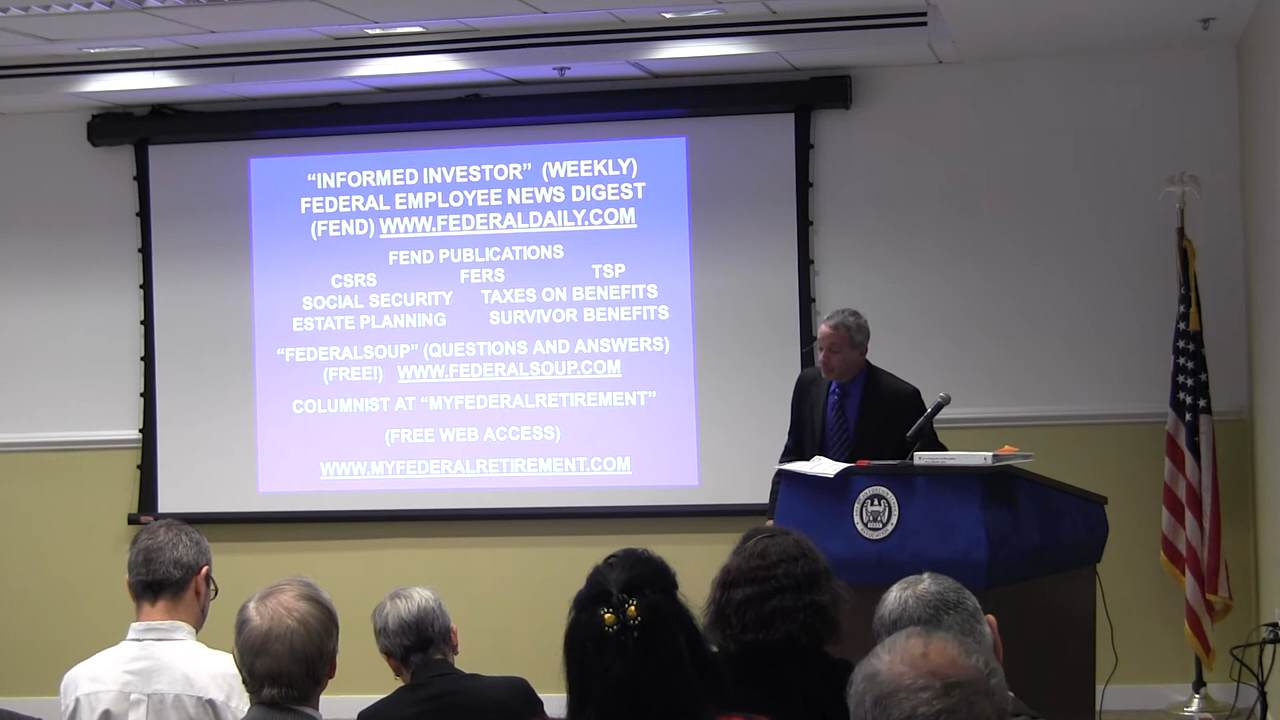 “INFORMED INVESTOR” (WEEKLY)
FEDERAL EMPLOYEE NEWS DIGEST
(FEND) WWW.FEDERALDAILY.COM
FEND PUBLICATIONS
CSRS FERS TSP
SOCIAL SECURITY TAXES ON BENEFITS
ESTATE PLANNING SURVIVOR BENEFITS
“FEDERALSOUP” (QUESTIONS AND ANSWERS)
(FREE!) WWW.FEDERALSOUP.COM
COLUMNIST AT “MYFEDERALRETIREMENT”
(FREE WEB ACCESS)
WWW.MYFEDERALRETIREMENT.COM